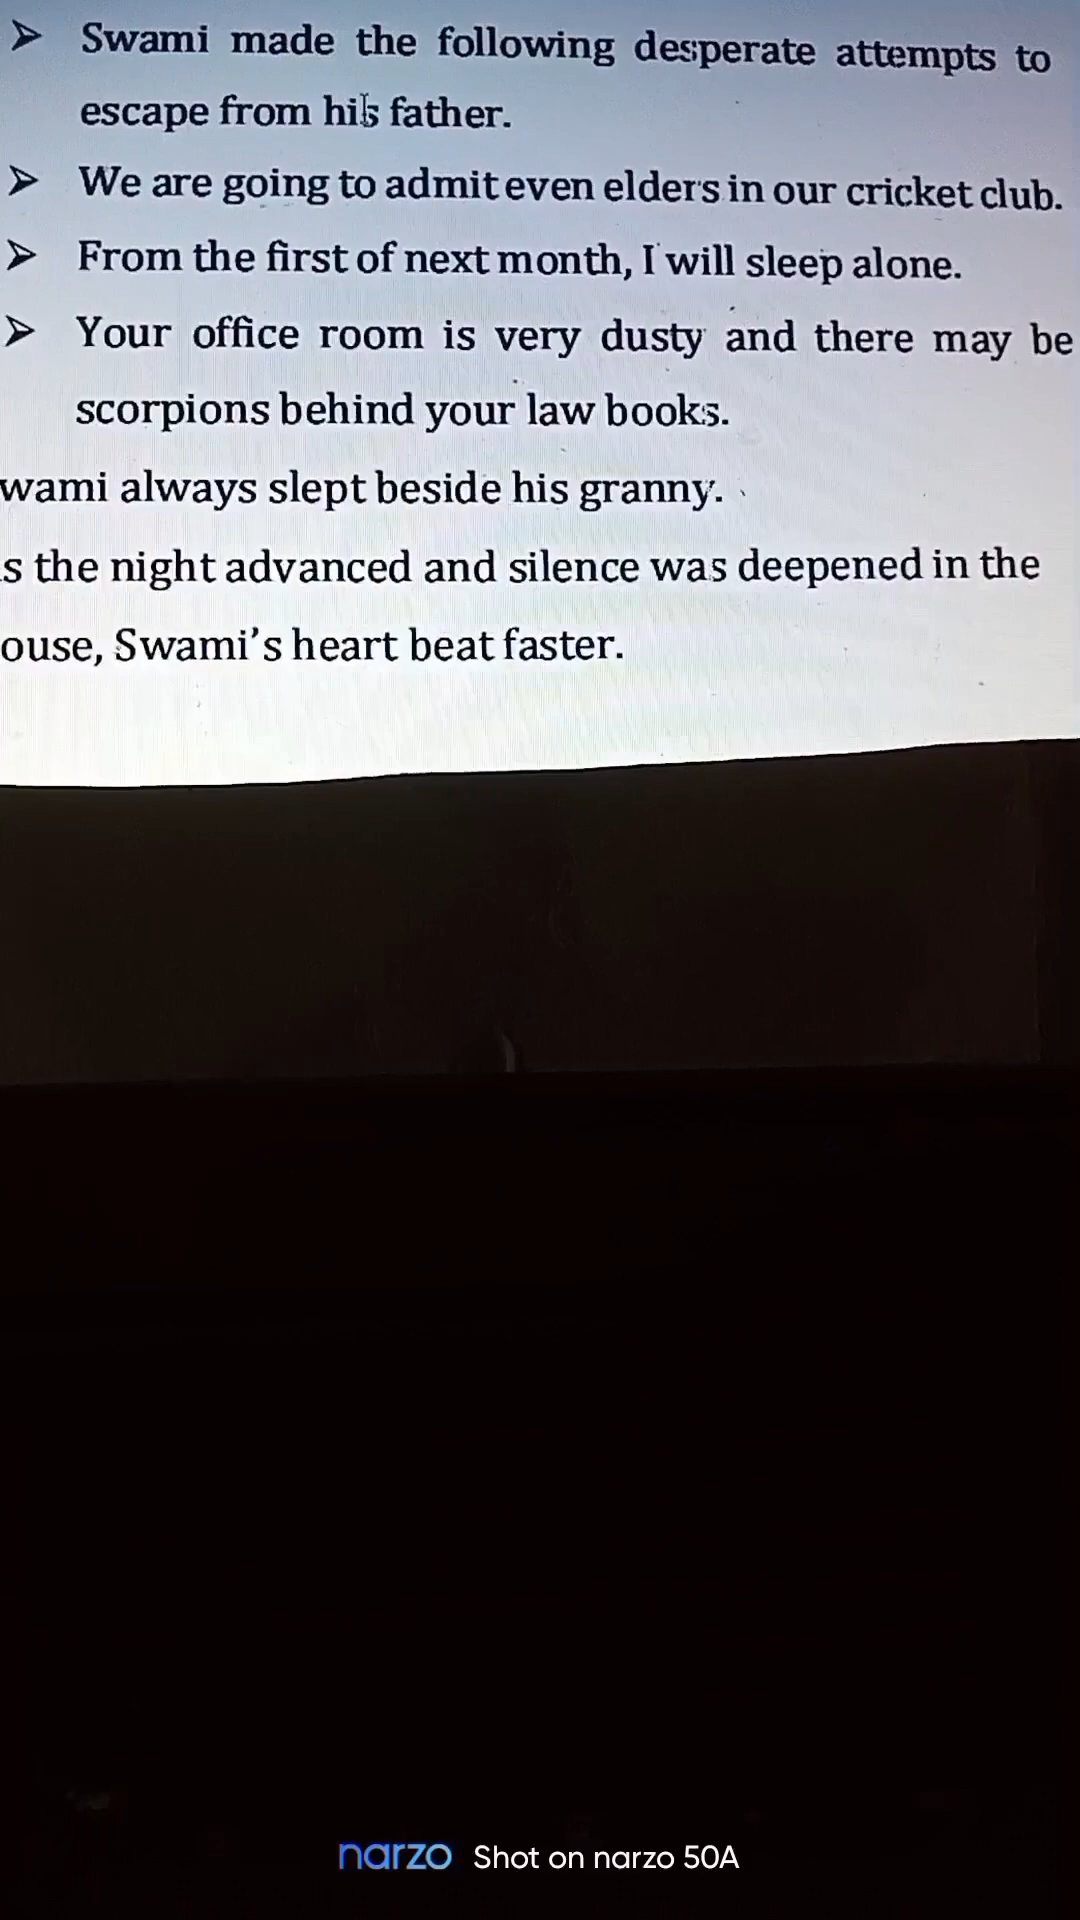 ➢ Swami made the following desperate attempts to
escape from his father.
➢ We are going to admit even elders in our cricket club.
➢ From the first of next month, I will sleep alone.
➢ Your office room is very dusty and there may be
scorpions behind your law books.
wami always slept beside his granny.
s the night advanced and silence was deepened in the
ouse, Swami's heart beat faster.
narzo Shot on narzo 50A